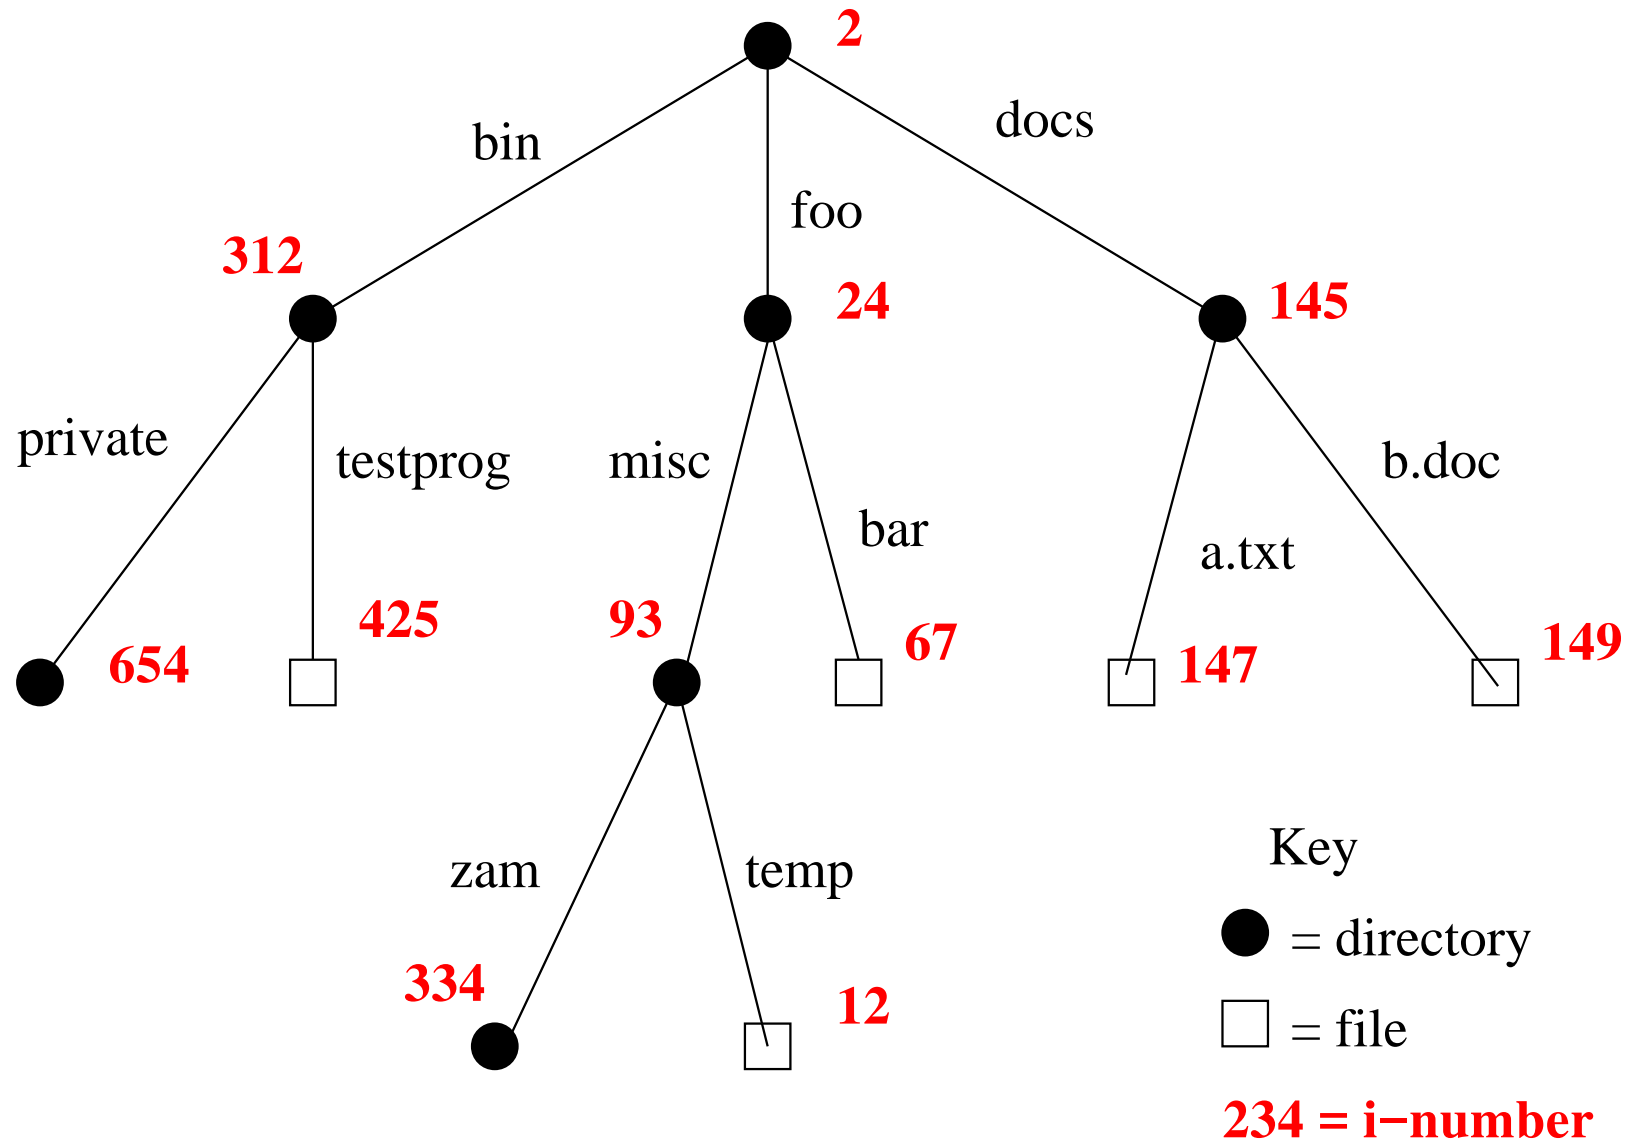 2
bin
docs
foo
312
24
145
private
testprog
misc
b.doc
bar
a.txt
425
93
67
149
654
147
zam
temp
334
12
Key
= directory
= file
234 = i−number